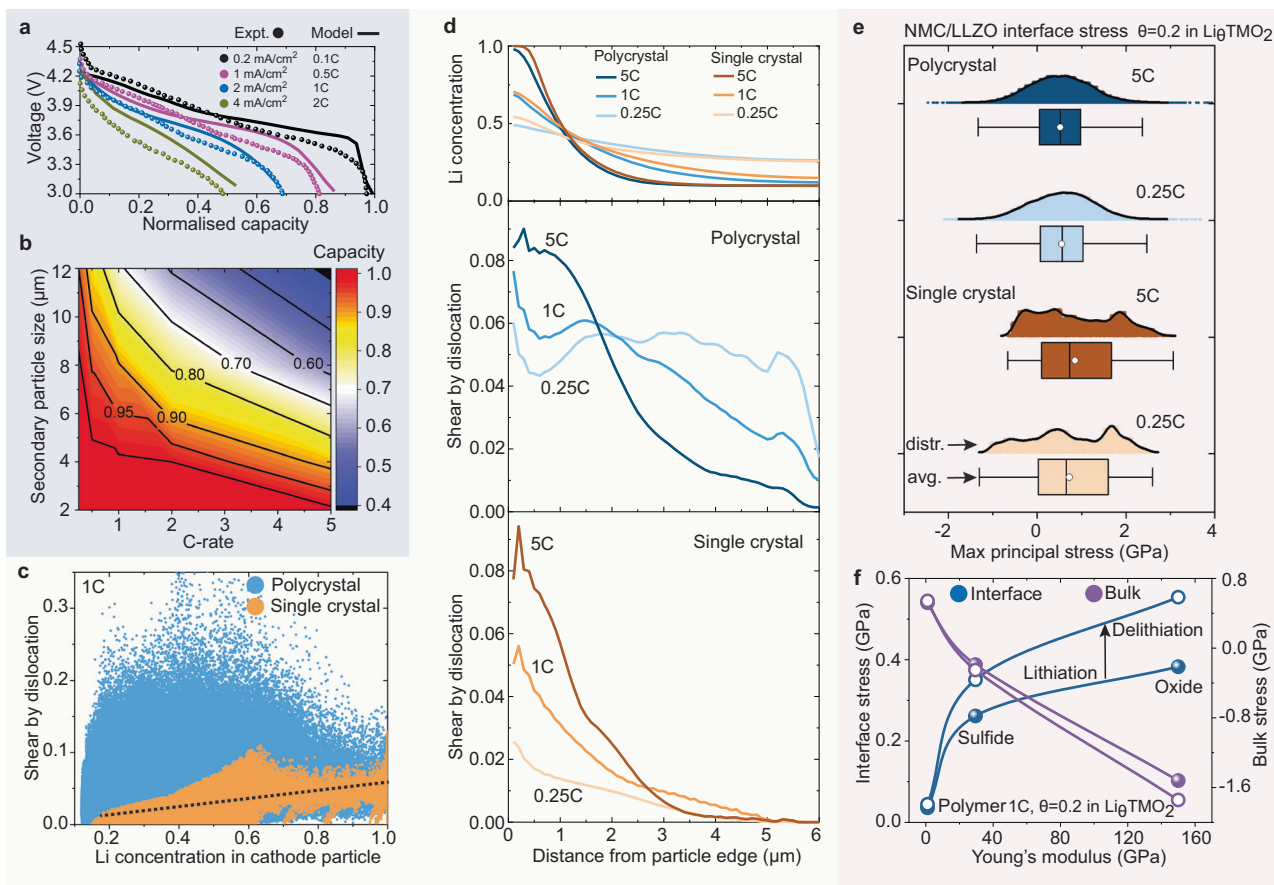 a
Expt. Model
0.2 mA/cm² 0.1C
1 mA/cm² 0.5C
2 mA/cm² 1C
4 mA/cm² 2C
4.5
4.2
3.9
3.6
3.3
3.0
Voltage (V)
0.0 0.2 0.4 0.6 0.8 1.0
Normalised capacity
b
Capacity
12
10
8
6
4
2
Secondary particle size (μm)
0.95
0.90
0.80
0.70
0.60
1.0
0.9
0.8
0.7
0.6
0.5
0.4
1 2 3 4 5
C-rate
c
1C
Polycrystal
Single crystal
0.3
0.2
0.1
0.0
Shear by dislocation
0.2 0.4 0.6 0.8 1.0
Li concentration in cathode particle
d
1.0
0.5
0.0
Li concentration
Polycrystal
5C
1C
0.25C
Single crystal
5C
1C
0.25C
Polycrystal
5C
1C
0.25C
0.08
0.06
0.04
0.02
0.00
Shear by dislocation
Single crystal
5C
1C
0.25C
0.08
0.06
0.04
0.02
0.00
Shear by dislocation
0 1 2 3 4 5 6
Distance from particle edge (μm)
e
NMC/LLZO interface stress θ=0.2 in LiθTMO₂
Polycrystal
5C
0.25C
Single crystal
5C
0.25C
distr.
avg.
-2 0 2 4
Max principal stress (GPa)
f
Interface
Bulk
0.6
0.4
0.2
0.0
Interface stress (GPa)
0.8
0.0
-0.8
-1.6
Bulk stress (GPa)
Delithiation
Lithiation
Oxide
Sulfide
Polymer 1C, θ=0.2 in LiθTMO₂
0 40 80 120 160
Young's modulus (GPa)